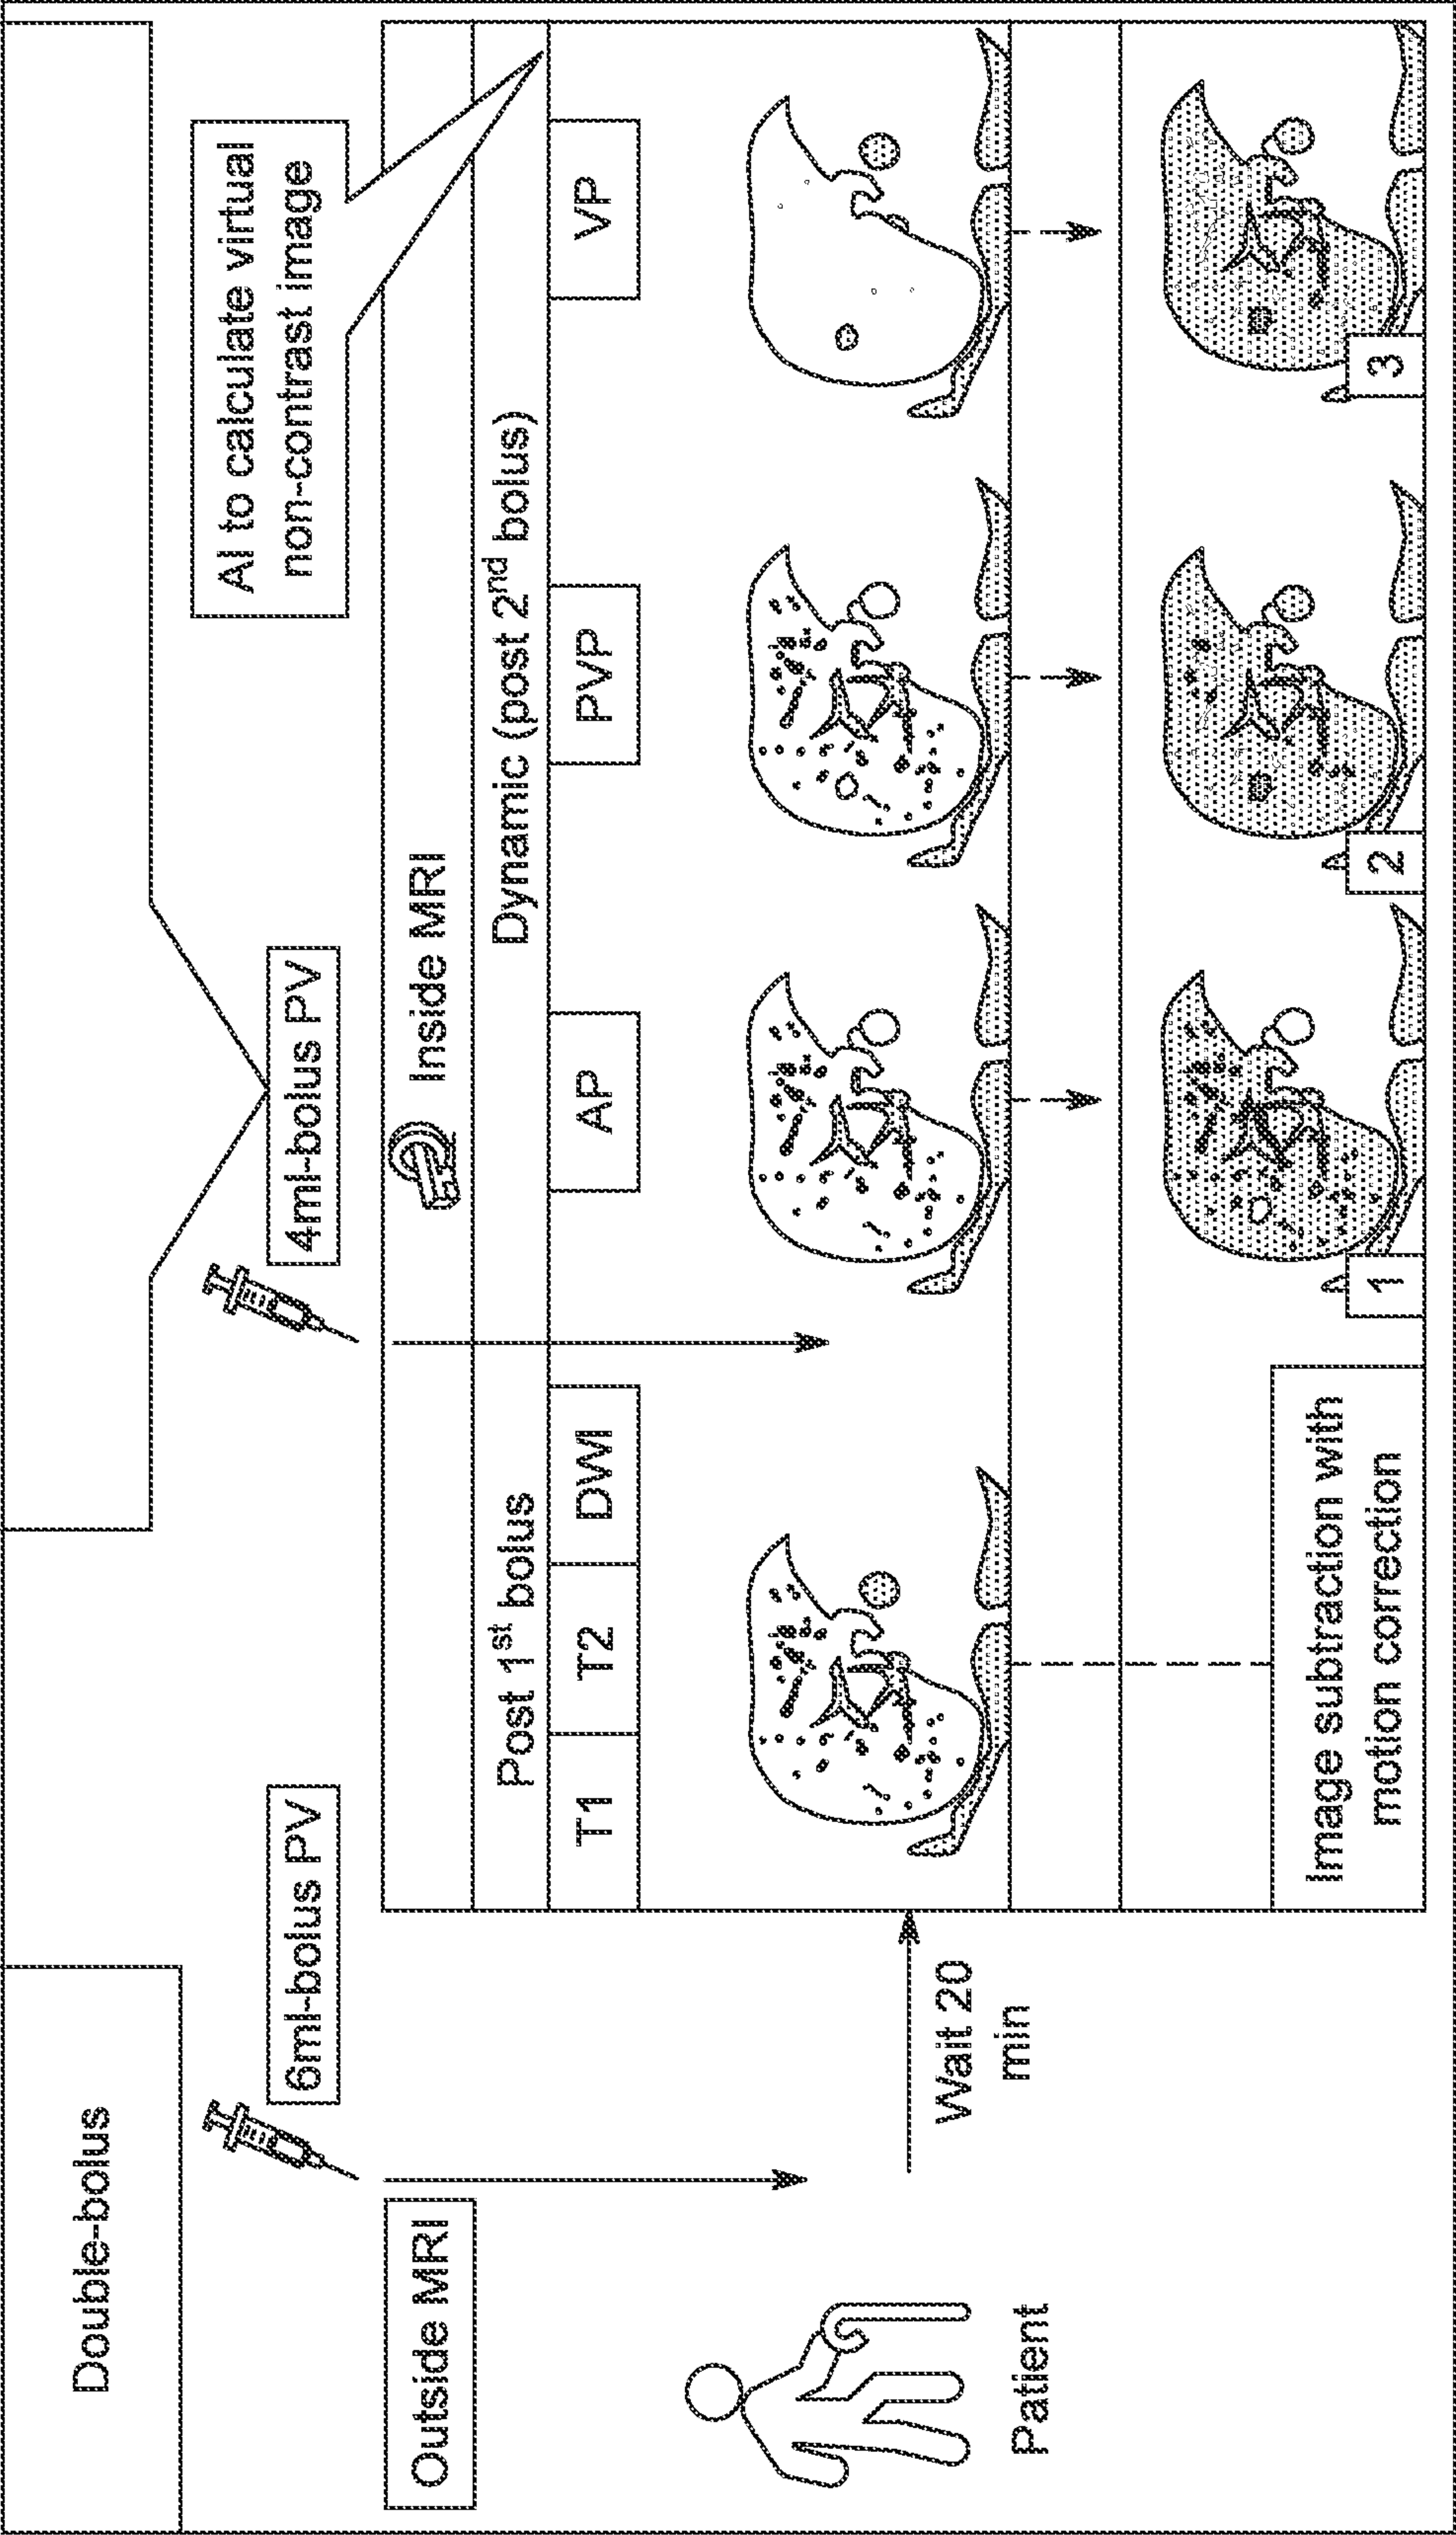 Double-bolus
6ml-bolus PV
4ml-bolus PV
AI to calculate virtual
non-contrast image
Outside MRI
Inside MRI
Post 1st bolus
Dynamic (post 2nd bolus)
T1
T2
DWI
AP
PVP
VP
Wait 20
min
Patient
Image subtraction with
motion correction
1
2
3